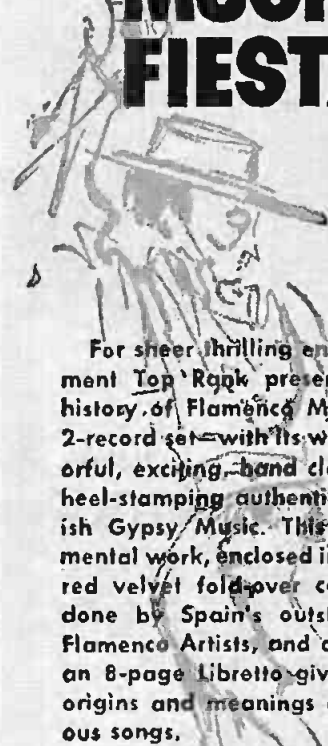 FIEST
For sheer thrilling en
ment Top Rank prese
history of Flamenco M
2-record set—with its w
orful, exciting, hand cl
heel-stamping authenti
ish Gypsy Music. This
mental work, enclosed i
red velvet fold-over c
done by Spain's outs
Flamenco Artists, and
an 8-page Libretto giv
origins and meanings
ous songs.